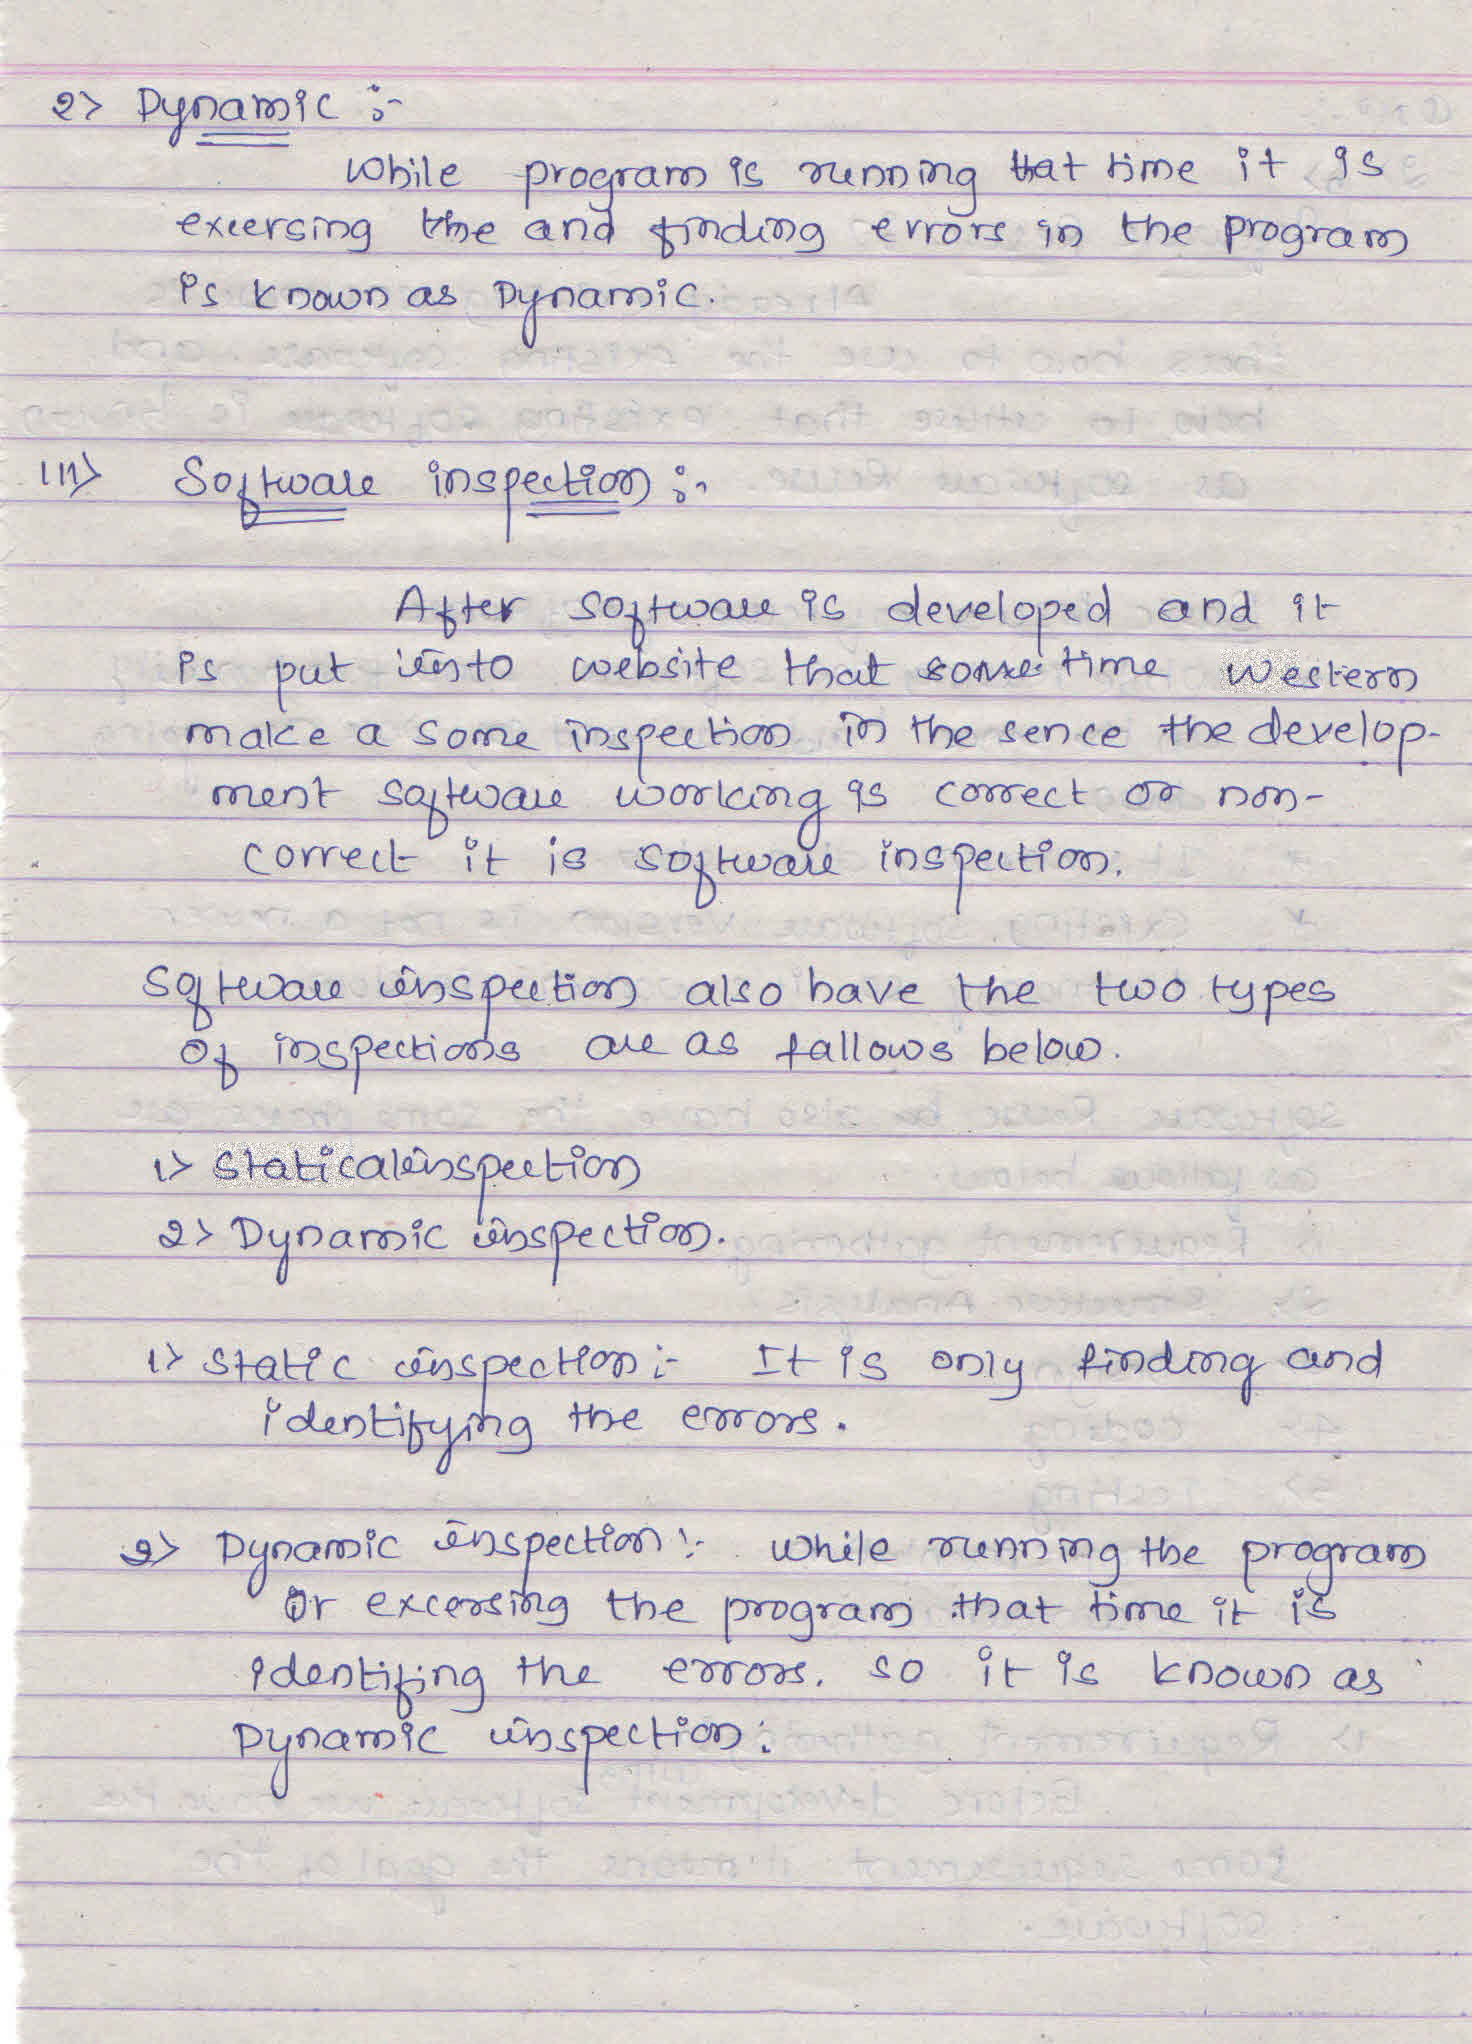 2> Dynamic :-
While program is running that time it is
excersing the and finding errors in the program
is known as Dynamic.
III> Software inspection :-
After software is developed and it
is put into website that some time Western
make a some inspection in the sence the develop-
ment software working is correct or non-
correct it is software inspection.
Software inspection also have the two types
Of inspections are as fallows below.
1> Statical inspection
2> Dynamic inspection.
1> Static inspection :- It is only finding and
identifying the errors.
2> Dynamic inspection :- While running the program
Or excersing the program that time it is
identifing the errors. so it is known as
Dynamic inspection.